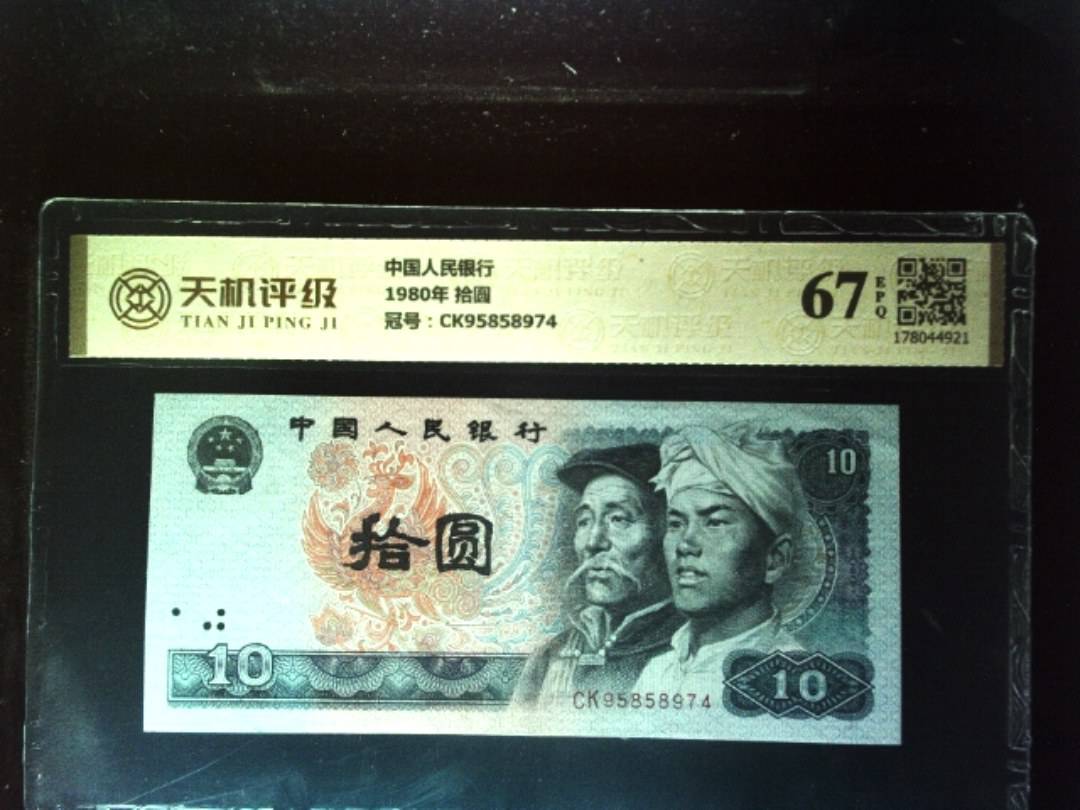 天机评级
TIAN JI PING JI
中国人民银行
1980年 拾圆
冠号：CK95858974
67
EPQ
178044921
中国人民银行
10
拾圆
10
CK95858974
10